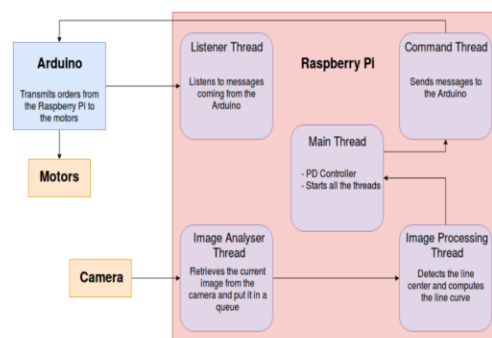 Arduino
Transmits orders from
the Raspberry PI to
the motors
Motors
Camera
Raspberry Pi
Listener Thread
Listens to messages
coming from the
Arduino
Command Thread
Sends messages to
the Arduino
Main Thread
- PD Controller
- Starts all the threads
Image Analyser
Thread
Retrieves the current
image from the
camera and put it in a
queue
Image Processing
Thread
Detects the line
center and computes
the line curve